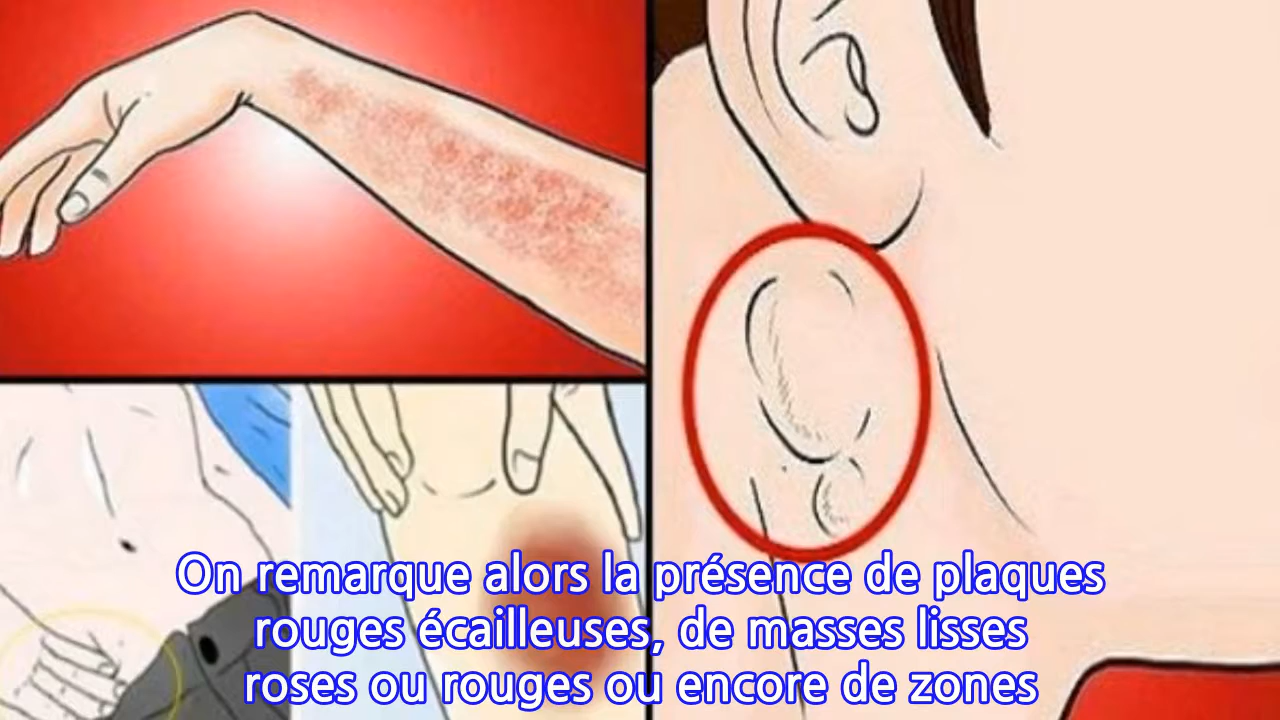 On remarque alors la présence de plaques
rouges écailleuses, de masses lisses
roses ou rouges ou encore de zones